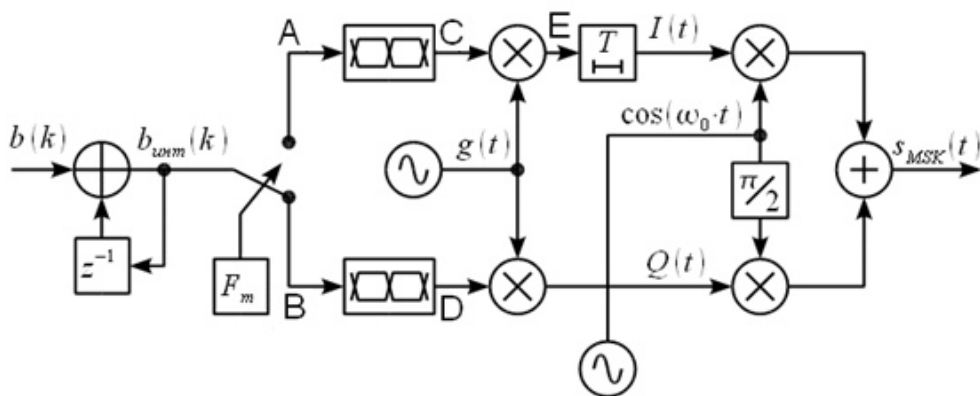 A
C
E
T
I(t)
b(k)
b_инт(k)
g(t)
cos(ω₀·t)
s_MSK(t)
π/2
z⁻¹
F_m
B
D
Q(t)